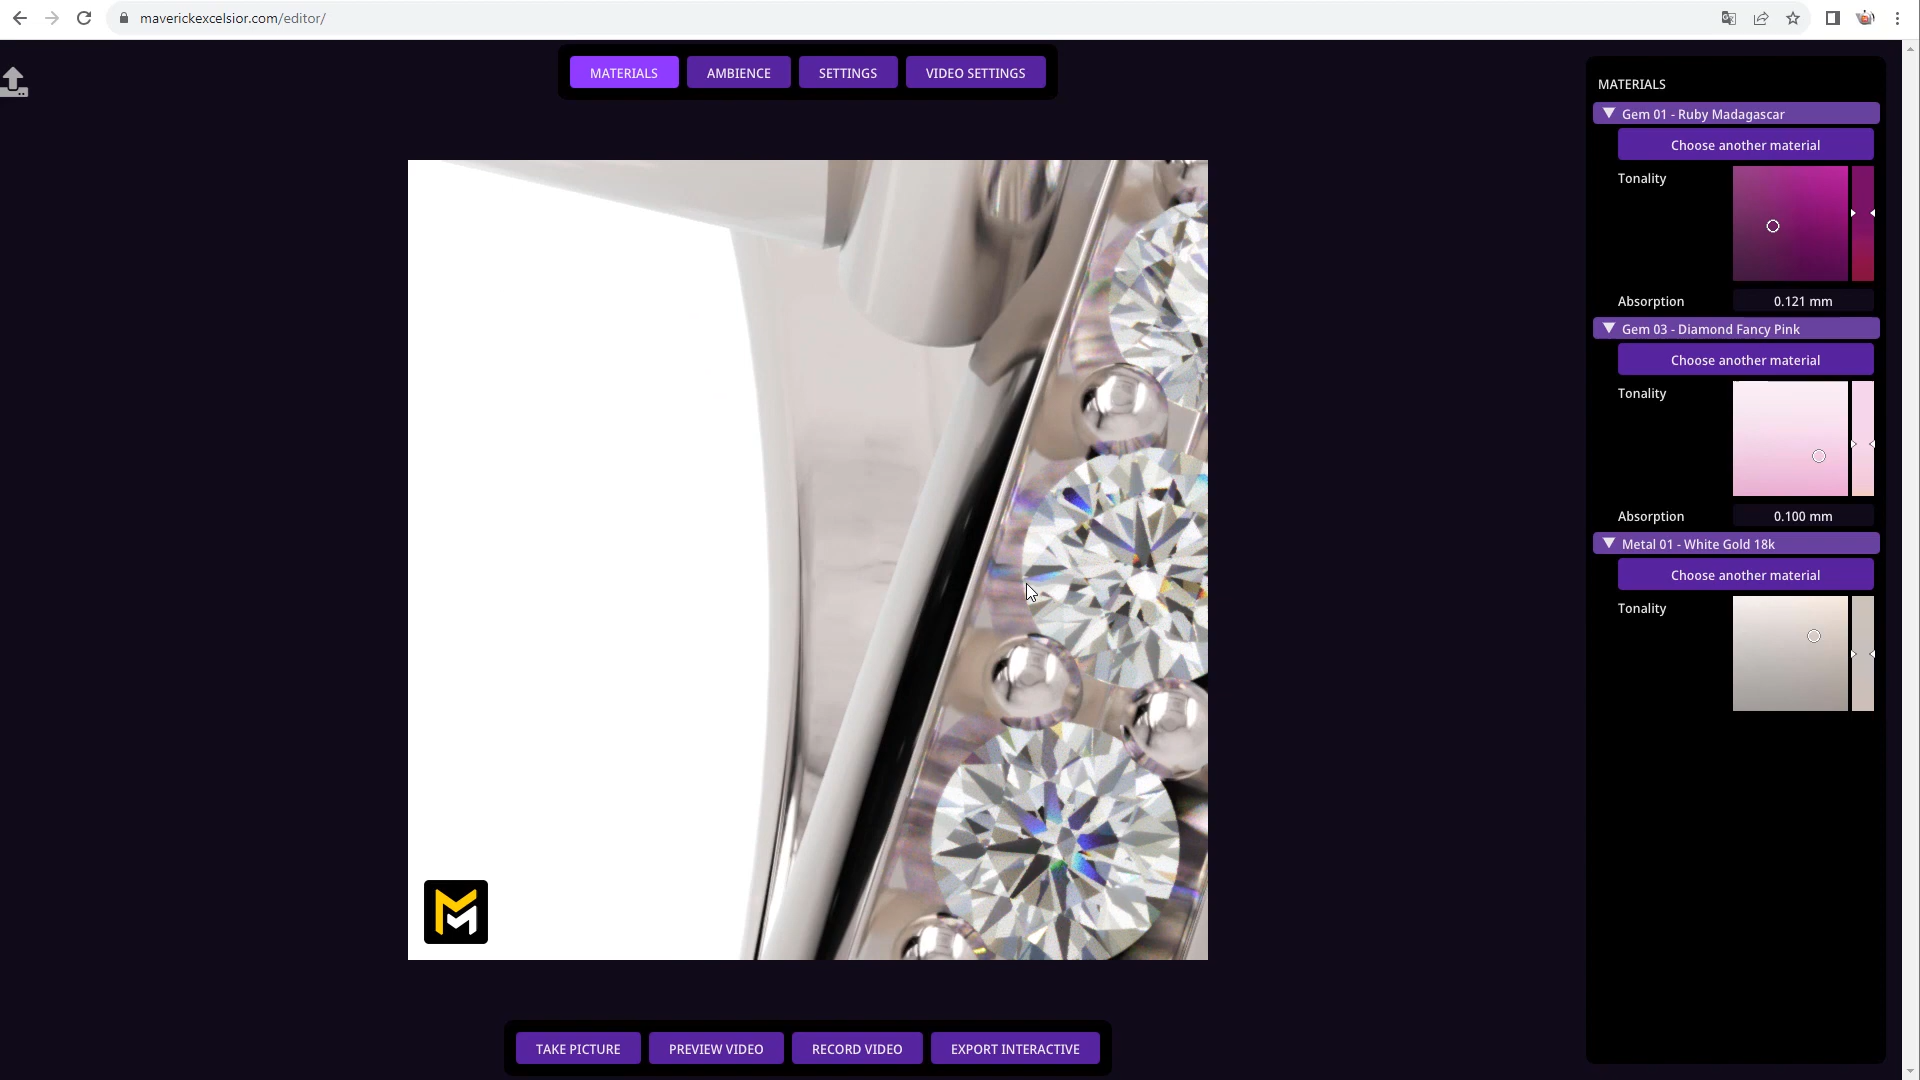 maverickexcelsior.com/editor/
MATERIALS
AMBIENCE
SETTINGS
VIDEO SETTINGS
MATERIALS
Gem 01 - Ruby Madagascar
Choose another material
Tonality
Absorption
0.121 mm
Gem 03 - Diamond Fancy Pink
Choose another material
Tonality
Absorption
0.100 mm
Metal 01 - White Gold 18k
Choose another material
Tonality
TAKE PICTURE
PREVIEW VIDEO
RECORD VIDEO
EXPORT INTERACTIVE